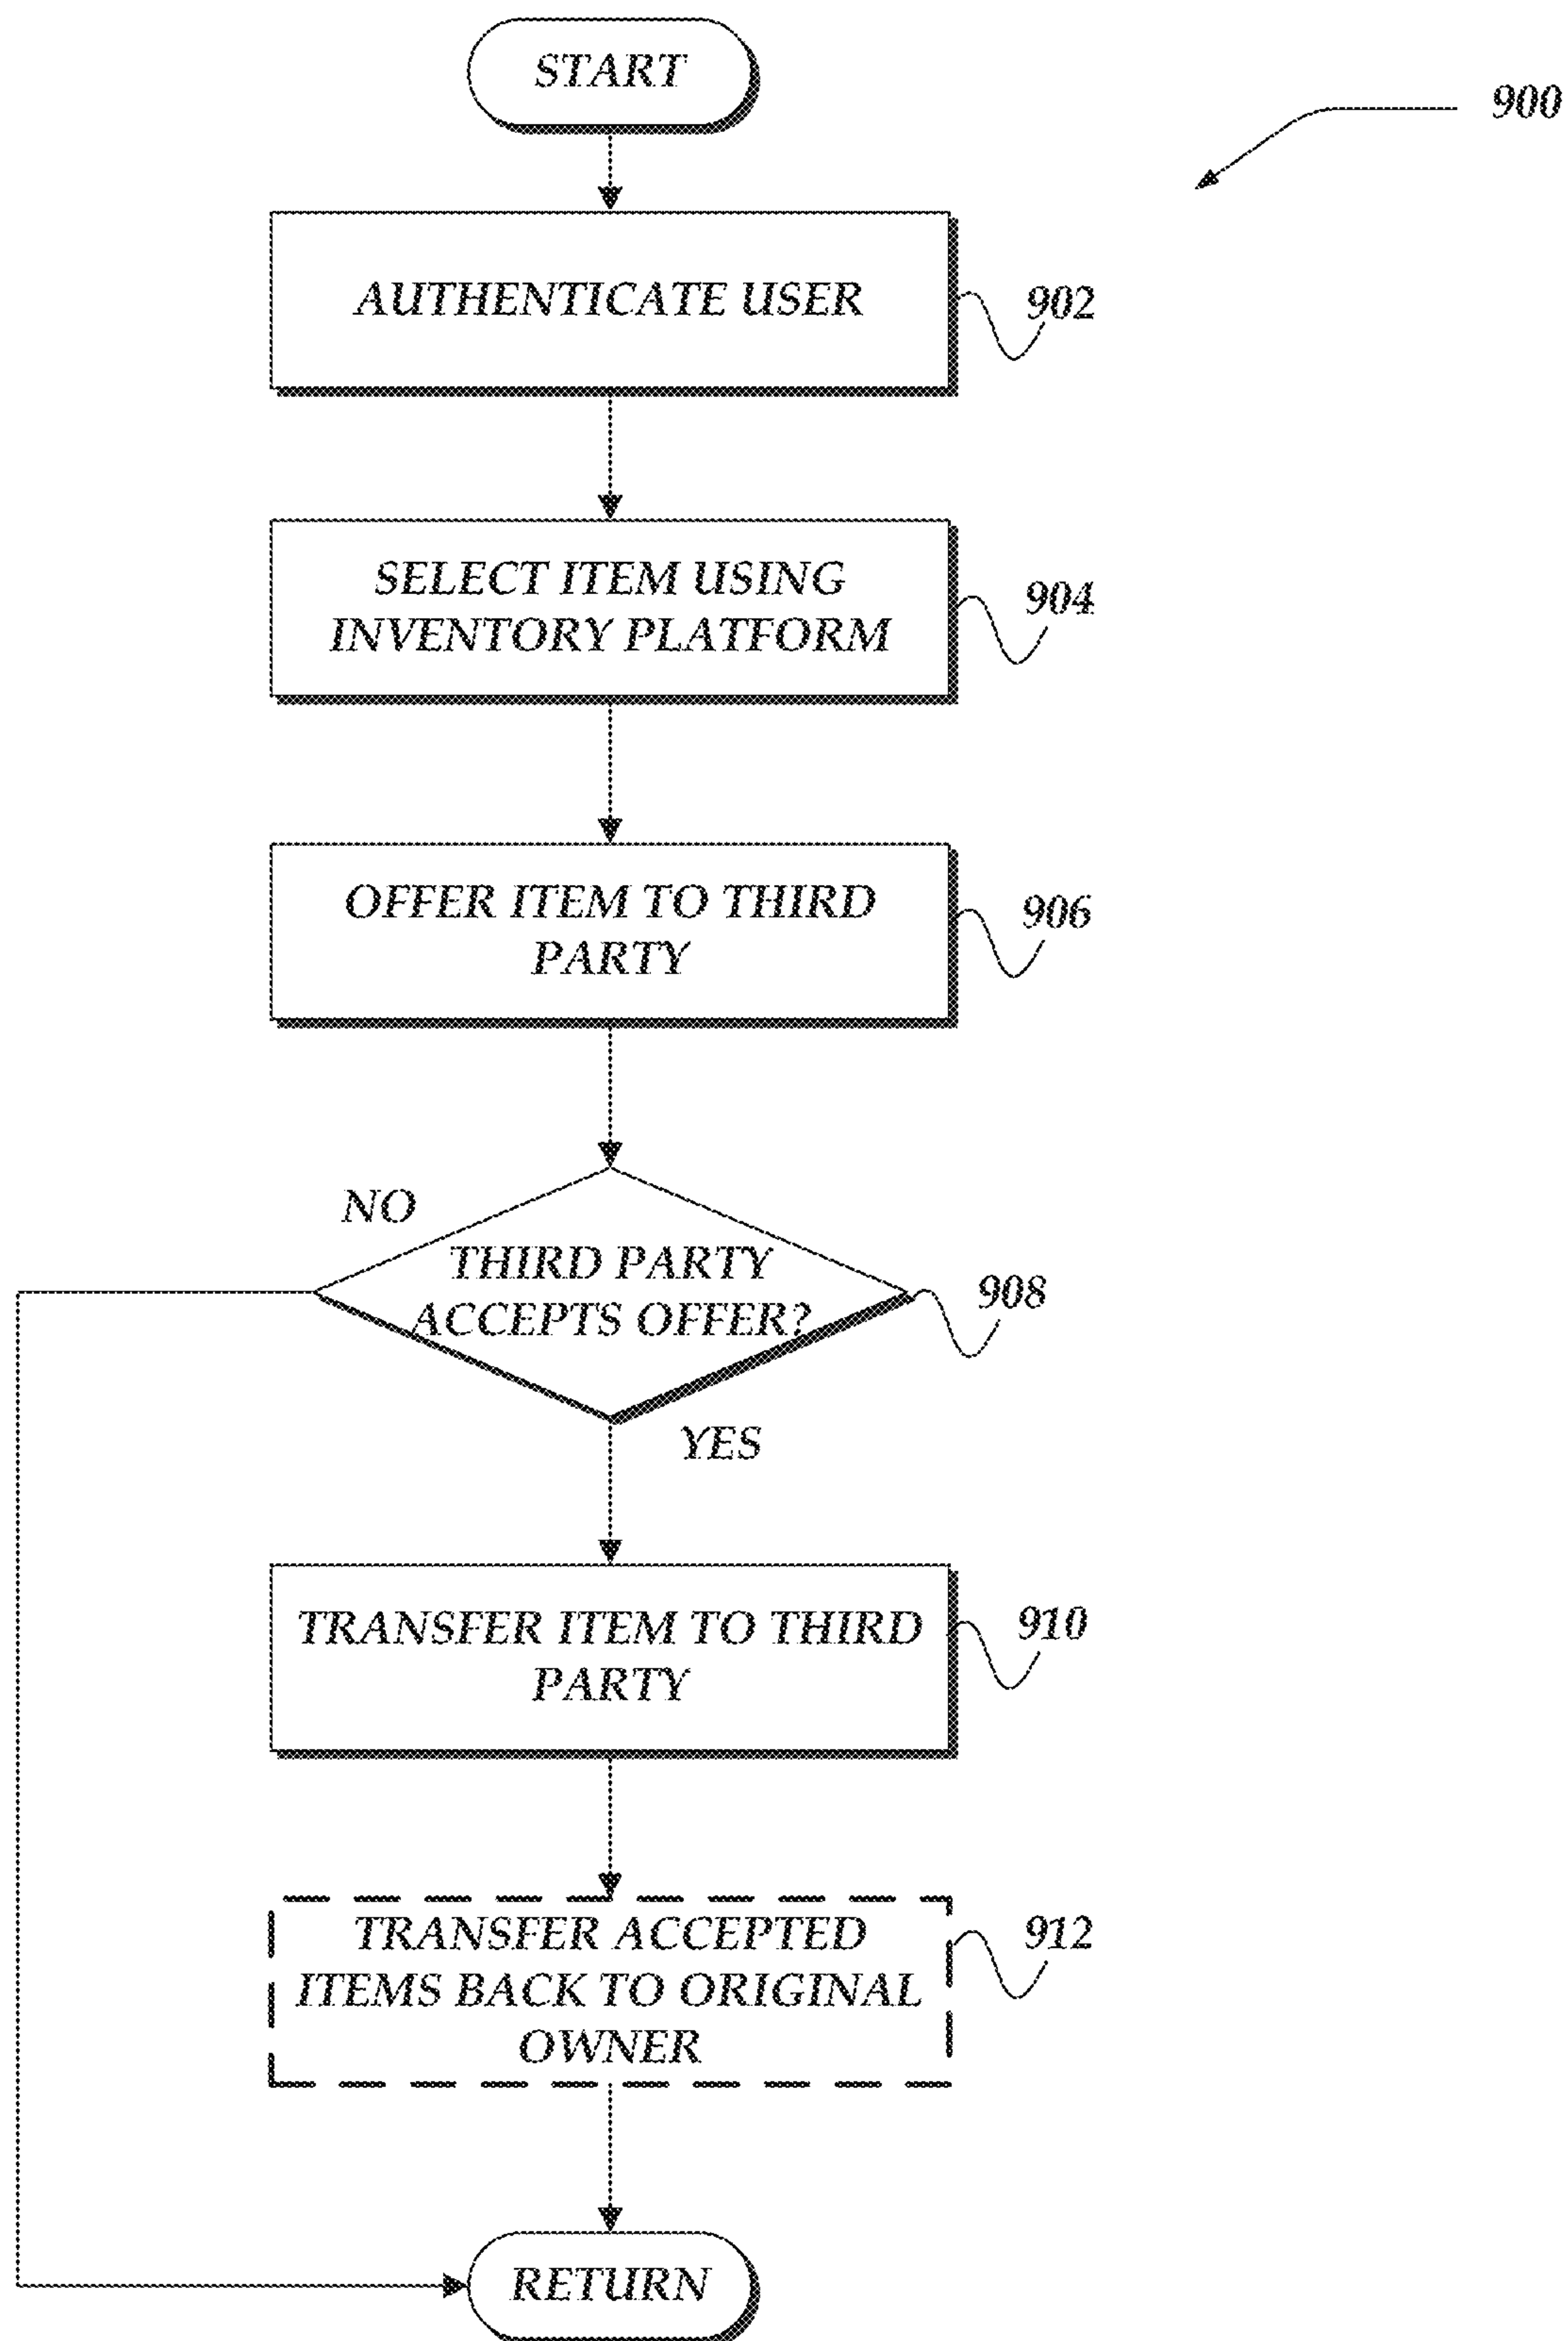 START
900
AUTHENTICATE USER
902
SELECT ITEM USING
INVENTORY PLATFORM
904
OFFER ITEM TO THIRD
PARTY
906
NO
THIRD PARTY
ACCEPTS OFFER?
908
YES
TRANSFER ITEM TO THIRD
PARTY
910
TRANSFER ACCEPTED
ITEMS BACK TO ORIGINAL
OWNER
912
RETURN